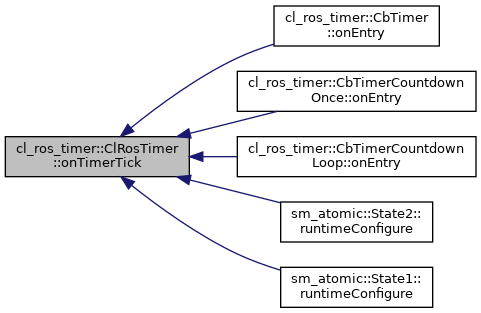 cl_ros_timer::CbTimer
::onEntry
cl_ros_timer::CbTimerCountdown
Once::onEntry
cl_ros_timer::ClRosTimer
::onTimerTick
cl_ros_timer::CbTimerCountdown
Loop::onEntry
sm_atomic::State2::
runtimeConfigure
sm_atomic::State1::
runtimeConfigure